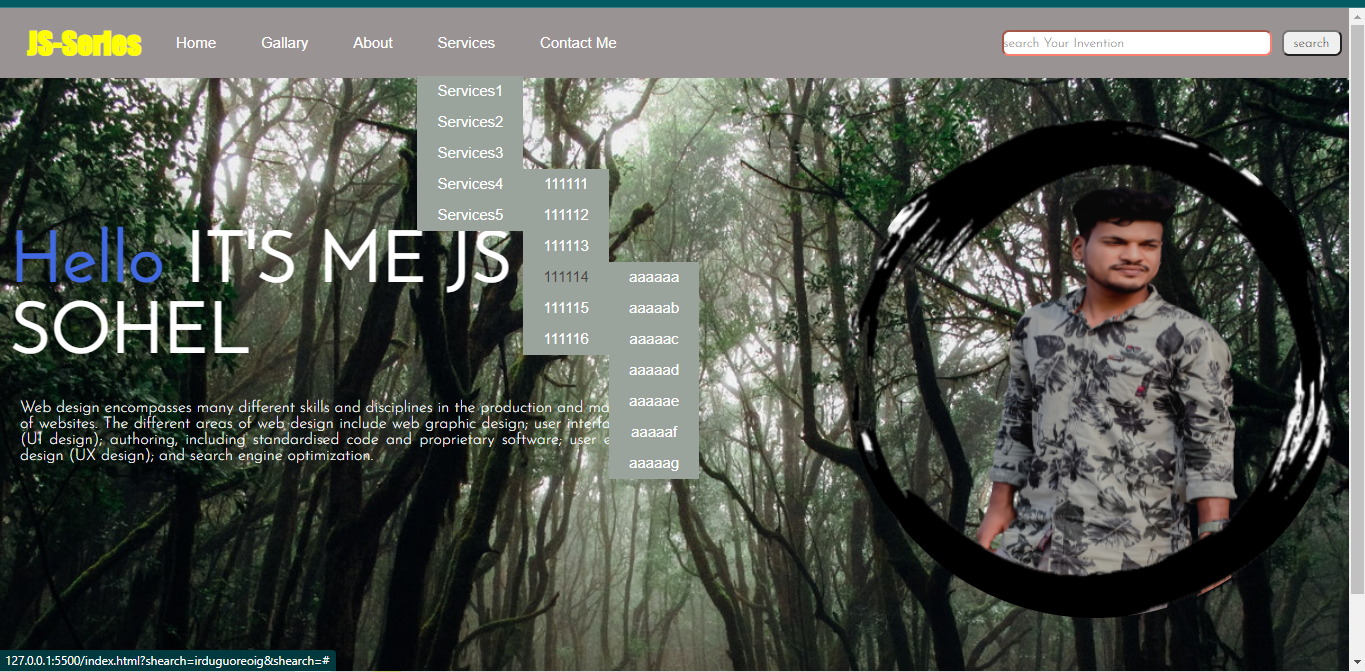 JS-Series Home Gallary About Services Contact Me search Your Invention search
Services1
Services2
Services3
Services4 111111
Services5 111112
111113
Hello IT'S ME JS
111114 aaaaaa
SOHEL
111115 aaaaab
111116 aaaaac
aaaaad
aaaaae
aaaaaf
aaaaag
Web design encompasses many different skills and disciplines in the production and ma
of websites. The different areas of web design include web graphic design; user interfa
(UI design); authoring, including standardised code and proprietary software; user e
design (UX design); and search engine optimization.
127.0.0.1:5500/index.html?shearch=irduguoreoig&shearch=#